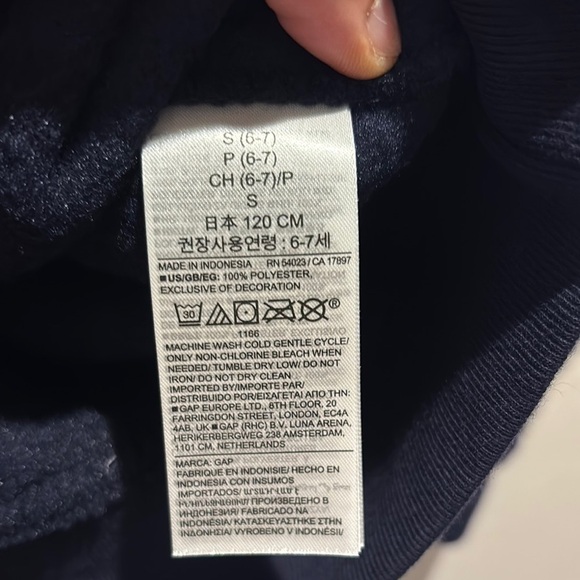 S (6-7)
P (6-7)
CH (6-7)/P
S
日本 120 CM
권장사용연령 : 6-7세
MADE IN INDONESIA RN 54023 / CA 17897
■ US/GB/EG: 100% POLYESTER,
EXCLUSIVE OF DECORATION
30 ®
1166
MACHINE WASH COLD GENTLE CYCLE/
ONLY NON-CHLORINE BLEACH WHEN
NEEDED/ TUMBLE DRY LOW/ DO NOT
IRON/ DO NOT DRY CLEAN
IMPORTED BY/IMPORTE PAR/
DISTRIBUIDO POR/ΕΙΣΑΓΕΤΑΙ ΑΠΟ ΤΗΝ:
■ GAP EUROPE LTD., 6TH FLOOR, 20
FARRINGDON STREET, LONDON, EC4A
4AB, UK ■ GAP (RHC) B.V. LUNA ARENA,
HERIKERBERGWEG 238 AMSTERDAM,
1101 CM, NETHERLANDS
MARCA: GAP
FABRIQUE EN INDONISIE/ HECHO EN
INDONESIA CON INSUMOS
IMPORTADOS/ ԱՐՏԱԴՐՎԱԾ Է
ПРОИЗВЕДЕНО В
ИНДОНЕЗИЯ/ FABRICADO NA
INDONÉSIA/ ΚΑΤΑΣΚΕΥΑΣΤΗΚΕ ΣΤΗΝ
ΙΝΔΟΝΗΣΙΑ/ VYROBENO V INDONÉSII/